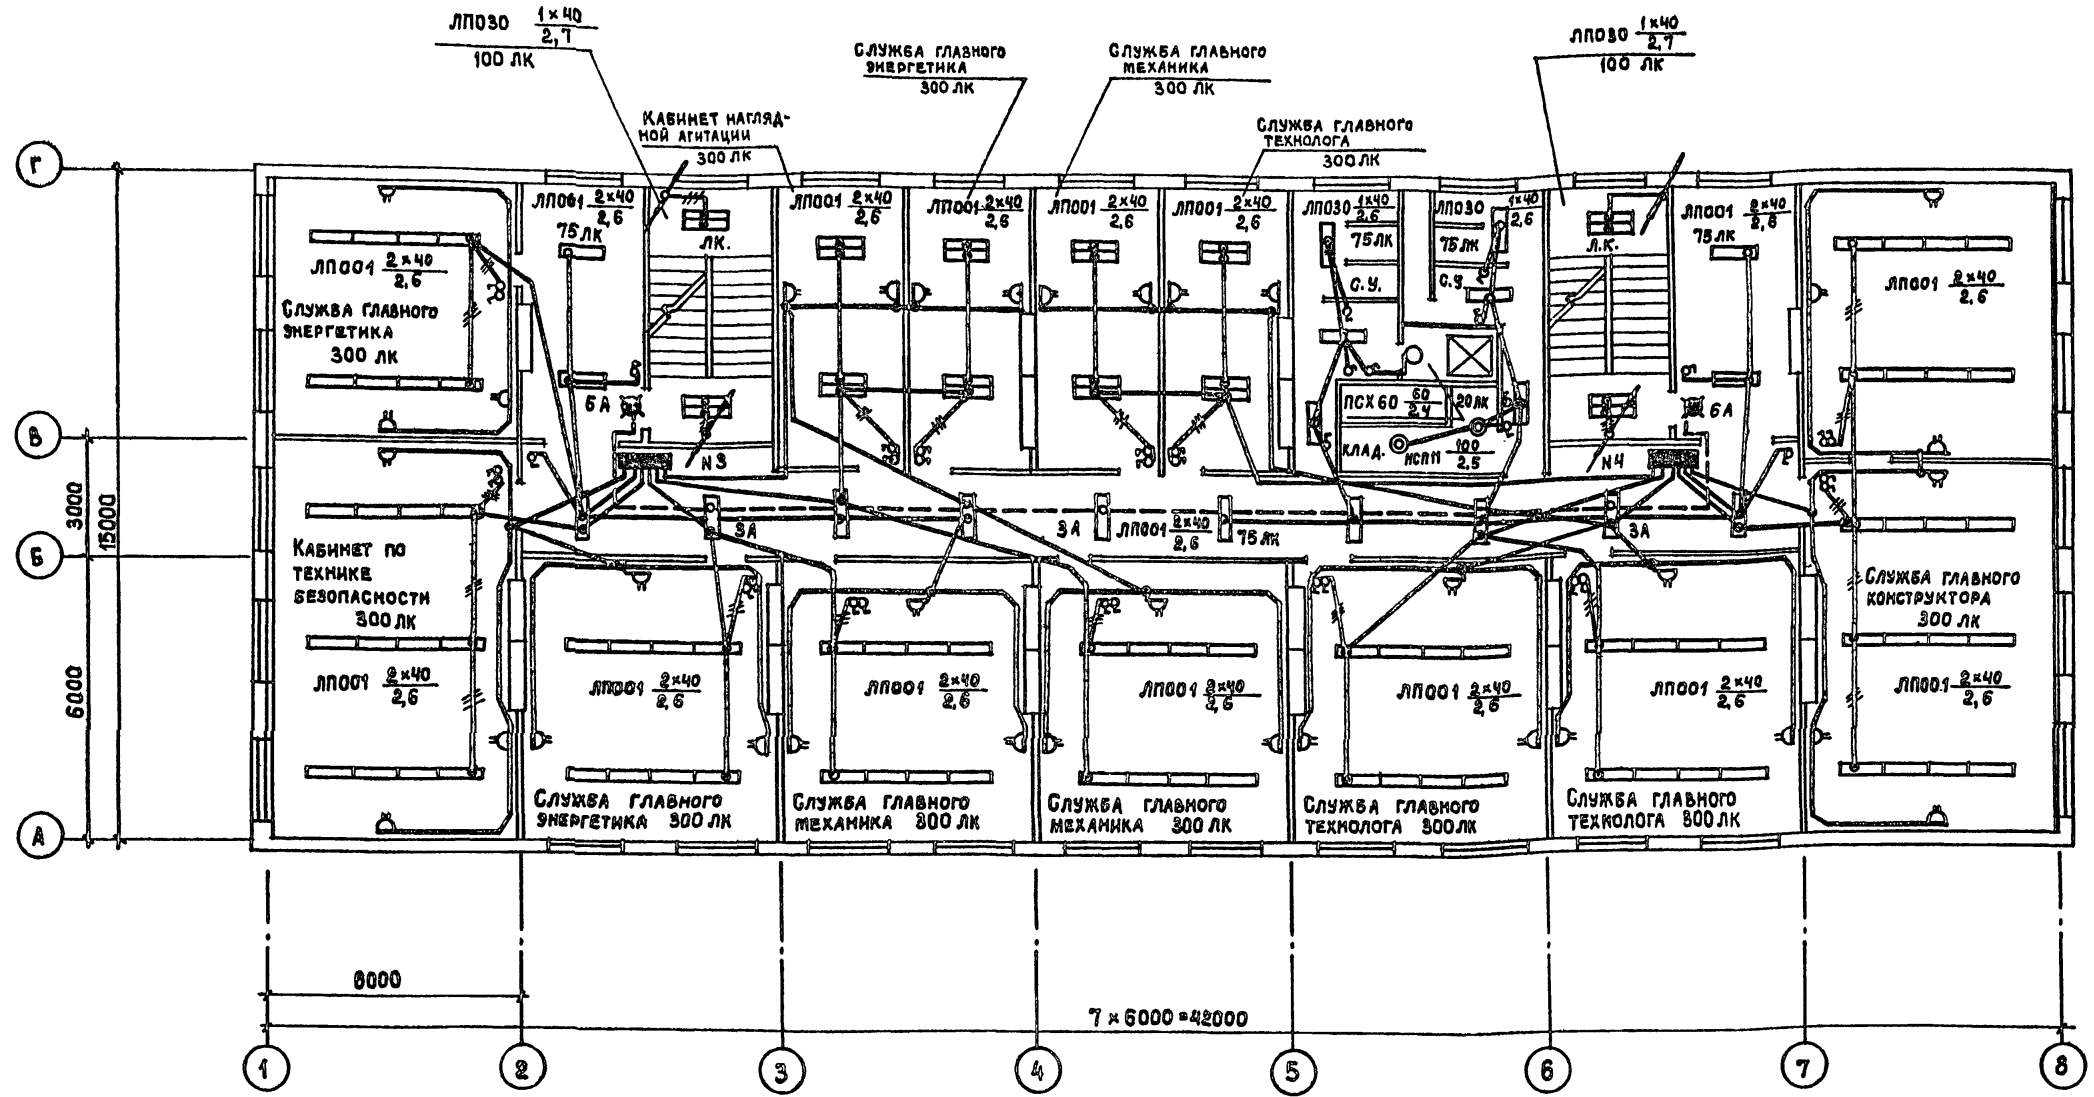 ЛПО30 1×40
2,7
100 ЛК
ЛПО30 1×40
2,7
100 ЛК
СЛУЖБА ГЛАВНОГО
ЭНЕРГЕТИКА
300 ЛК
СЛУЖБА ГЛАВНОГО
МЕХАНИКА
300 ЛК
КАБИНЕТ НАГЛЯД-
НОЙ АГИТАЦИИ
300 ЛК
СЛУЖБА ГЛАВНОГО
ТЕХНОЛОГА
300 ЛК
Г
ЛПО01 2×40
2,6
75 ЛК
ЛК.
ЛПО01 2×40
2,6
ЛПО01 2×40
2,6
ЛПО01 2×40
2,6
ЛПО01 2×40
2,6
ЛПО30 1×40
2,6
75 ЛК
С.У.
ЛПО30 1×40
2,6
75 ЛК
С.У.
Л.К.
ЛПО01 2×40
2,6
75 ЛК
ЛПО01 2×40
2,6
СЛУЖБА ГЛАВНОГО
ЭНЕРГЕТИКА
300 ЛК
ЛПО01 2×40
2,6
БА
N3
ПСХ60 60
2,4
20 ЛК
КЛАД.
НСП11 100
2,5
N4
БА
В
3000
15000
Б
6000
А
3А
3А
ЛПО01 2×40
2,6
75 ЛК
3А
КАБИНЕТ ПО
ТЕХНИКЕ
БЕЗОПАСНОСТИ
300 ЛК
ЛПО01 2×40
2,6
ЛПО01 2×40
2,6
ЛПО01 2×40
2,6
ЛПО01 2×40
2,6
ЛПО01 2×40
2,6
ЛПО01 2×40
2,6
СЛУЖБА ГЛАВНОГО
КОНСТРУКТОРА
300 ЛК
ЛПО01 2×40
2,6
СЛУЖБА ГЛАВНОГО
ЭНЕРГЕТИКА 300 ЛК
СЛУЖБА ГЛАВНОГО
МЕХАНИКА 300 ЛК
СЛУЖБА ГЛАВНОГО
МЕХАНИКА 300 ЛК
СЛУЖБА ГЛАВНОГО
ТЕХНОЛОГА 300 ЛК
СЛУЖБА ГЛАВНОГО
ТЕХНОЛОГА 300 ЛК
6000
7×6000=42000
1 2 3 4 5 6 7 8